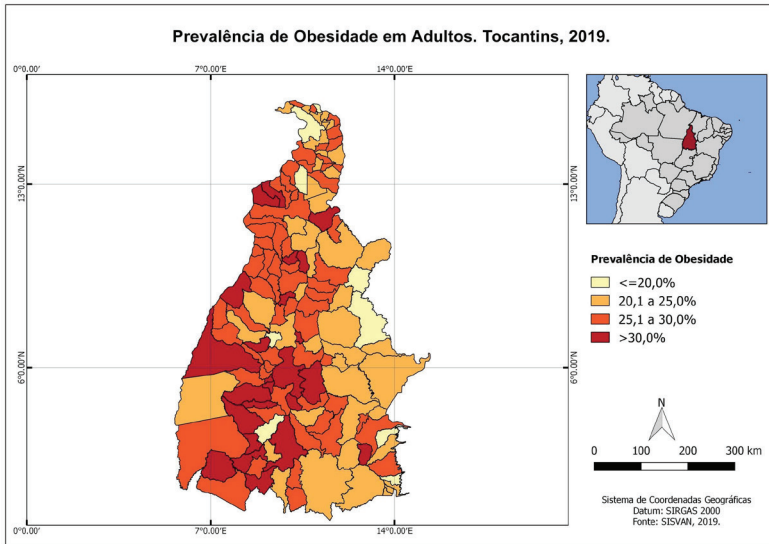 Prevalência de Obesidade em Adultos. Tocantins, 2019.
0°0.00'
7°0.00'E
14°0.00'E
13°0.00'N
13°0.00'N
6°0.00'N
6°0.00'N
0°0.00'
7°0.00'E
14°0.00'E
Prevalência de Obesidade
<=20,0%
20,1 a 25,0%
25,1 a 30,0%
>30,0%
N
0 100 200 300 km
Sistema de Coordenadas Geográficas
Datum: SIRGAS 2000
Fonte: SISVAN, 2019.